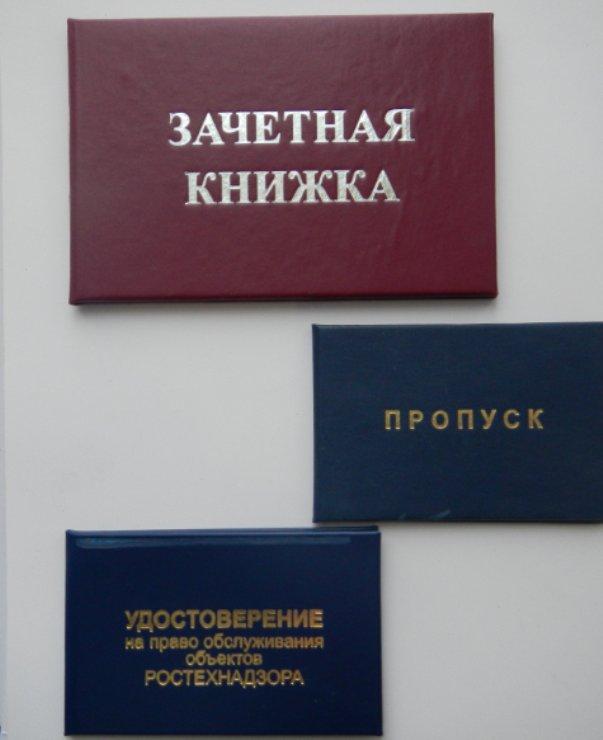 ЗАЧЕТНАЯ
КНИЖКА
ПРОПУСК
УДОСТОВЕРЕНИЕ
на право обслуживания
объектов
РОСТЕХНАДЗОРА